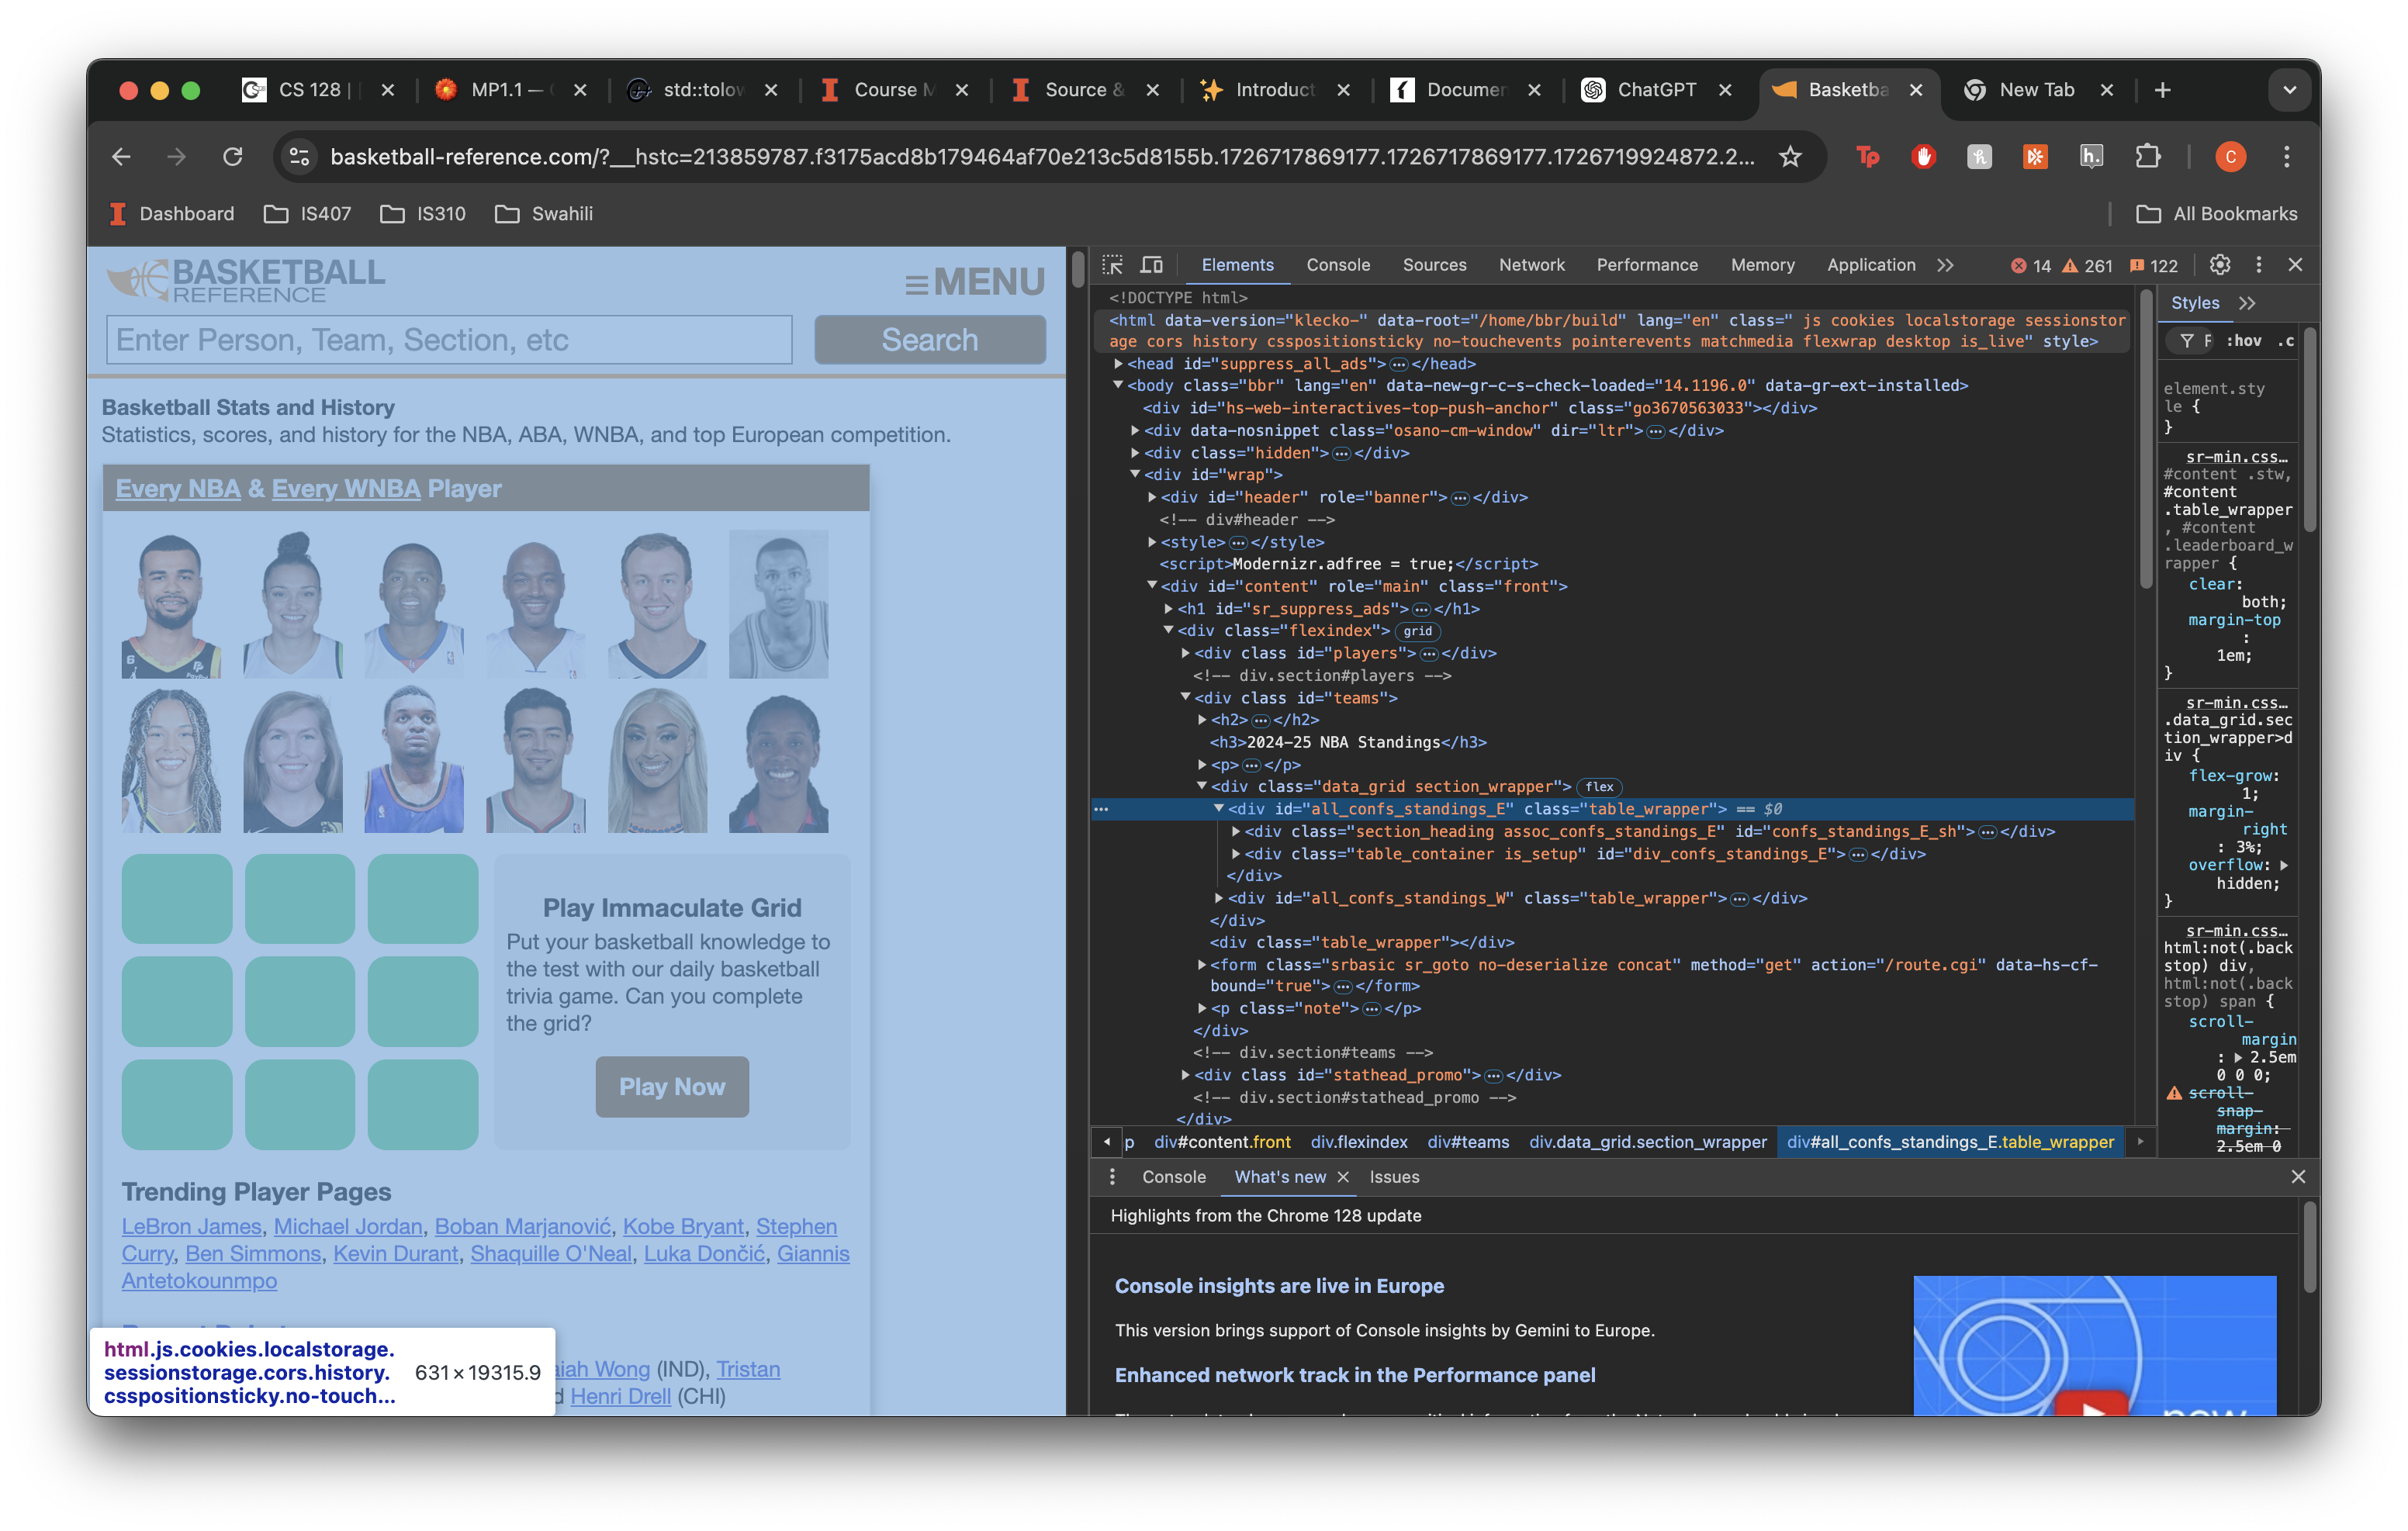 CS 128 |
MP1.1 —
std::tolow
Course M
Source &
Introduct
Documen
ChatGPT
Basketba
New Tab
basketball-reference.com/?__hstc=213859787.f3175acd8b179464af70e213c5d8155b.1726717869177.1726717869177.1726719924872.2...
Dashboard
IS407
IS310
Swahili
All Bookmarks
BASKETBALL
REFERENCE
MENU
Enter Person, Team, Section, etc
Search
Basketball Stats and History
Statistics, scores, and history for the NBA, ABA, WNBA, and top European competition.
Every NBA & Every WNBA Player
Play Immaculate Grid
Put your basketball knowledge to
the test with our daily basketball
trivia game. Can you complete
the grid?
Play Now
Trending Player Pages
LeBron James, Michael Jordan, Boban Marjanović, Kobe Bryant, Stephen
Curry, Ben Simmons, Kevin Durant, Shaquille O'Neal, Luka Dončić, Giannis
Antetokounmpo
Wong (IND), Tristan
Henri Drell (CHI)
html.js.cookies.localstorage.
sessionstorage.cors.history.
csspositionsticky.no-touch...
631×19315.9
Elements
Console
Sources
Network
Performance
Memory
Application
14
261
122
<!DOCTYPE html>
<html data-version="klecko-" data-root="/home/bbr/build" lang="en" class=" js cookies localstorage sessionstor
age cors history csspositionsticky no-touchevents pointerevents matchmedia flexwrap desktop is_live" style>
<head id="suppress_all_ads">…</head>
<body class="bbr" lang="en" data-new-gr-c-s-check-loaded="14.1196.0" data-gr-ext-installed>
<div id="hs-web-interactives-top-push-anchor" class="go3670563033"></div>
<div data-nosnippet class="osano-cm-window" dir="ltr">…</div>
<div class="hidden">…</div>
<div id="wrap">
<div id="header" role="banner">…</div>
<!-- div#header -->
<style>…</style>
<script>Modernizr.adfree = true;</script>
<div id="content" role="main" class="front">
<h1 id="sr_suppress_ads">…</h1>
<div class="flexindex"> grid
<div class id="players">…</div>
<!-- div.section#players -->
<div class id="teams">
<h2>…</h2>
<h3>2024-25 NBA Standings</h3>
<p>…</p>
<div class="data_grid section_wrapper"> flex
<div id="all_confs_standings_E" class="table_wrapper"> == $0
<div class="section_heading assoc_confs_standings_E" id="confs_standings_E_sh">…</div>
<div class="table_container is_setup" id="div_confs_standings_E">…</div>
</div>
<div id="all_confs_standings_W" class="table_wrapper">…</div>
</div>
<div class="table_wrapper"></div>
<form class="srbasic sr_goto no-deserialize concat" method="get" action="/route.cgi" data-hs-cf-
bound="true">…</form>
<p class="note">…</p>
</div>
<!-- div.section#teams -->
<div class id="stathead_promo">…</div>
<!-- div.section#stathead_promo -->
</div>
p
div#content.front
div.flexindex
div#teams
div.data_grid.section_wrapper
div#all_confs_standings_E.table_wrapper
Styles
F :hov .c
element.sty
le {
}
sr-min.css…
#content .stw,
#content
.table_wrapper
, #content
.leaderboard_w
rapper {
clear:
both;
margin-top
:
1em;
}
sr-min.css…
.data_grid.sec
tion_wrapper>d
iv {
flex-grow:
1;
margin-
right
: 3%;
overflow:
hidden;
}
sr-min.css…
html:not(.back
stop) div,
html:not(.back
stop) span {
scroll-
margin
: 2.5em
0 0 0;
scroll-
snap-
margin:
2.5em 0
Console
What's new
Issues
Highlights from the Chrome 128 update
Console insights are live in Europe
This version brings support of Console insights by Gemini to Europe.
Enhanced network track in the Performance panel
new